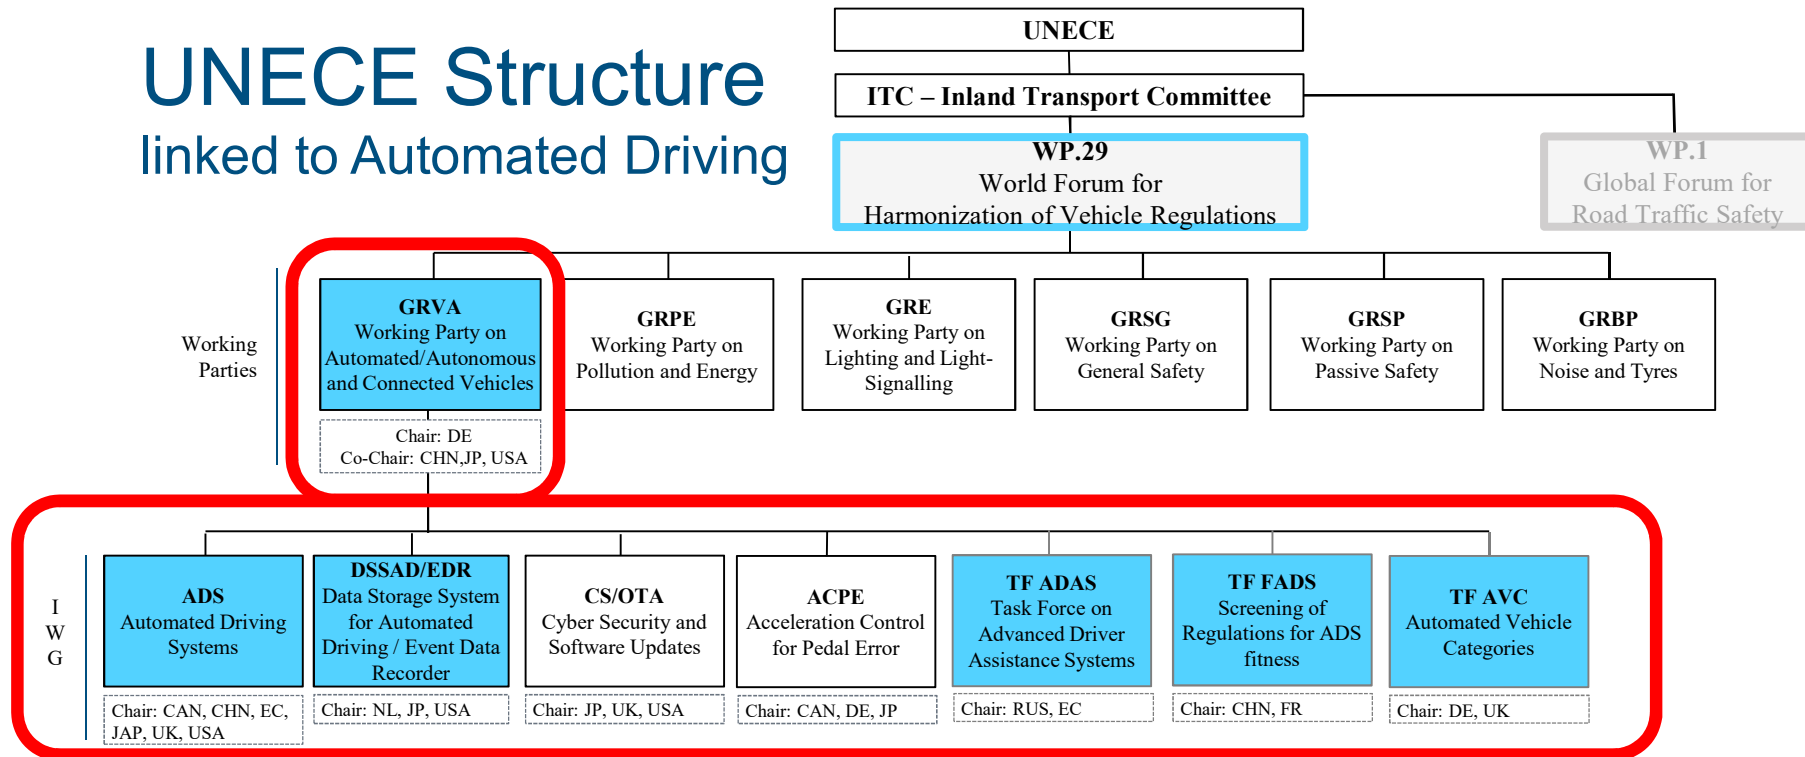 UNECE Structure
linked to Automated Driving
UNECE
ITC – Inland Transport Committee
WP.29
World Forum for
Harmonization of Vehicle Regulations
WP.1
Global Forum for
Road Traffic Safety
Working
Parties
GRVA
Working Party on
Automated/Autonomous
and Connected Vehicles
Chair: DE
Co-Chair: CHN,JP, USA
GRPE
Working Party on
Pollution and Energy
GRE
Working Party on
Lighting and Light-
Signalling
GRSG
Working Party on
General Safety
GRSP
Working Party on
Passive Safety
GRBP
Working Party on
Noise and Tyres
I
W
G
ADS
Automated Driving
Systems
Chair: CAN, CHN, EC,
JAP, UK, USA
DSSAD/EDR
Data Storage System
for Automated
Driving / Event Data
Recorder
Chair: NL, JP, USA
CS/OTA
Cyber Security and
Software Updates
Chair: JP, UK, USA
ACPE
Acceleration Control
for Pedal Error
Chair: CAN, DE, JP
TF ADAS
Task Force on
Advanced Driver
Assistance Systems
Chair: RUS, EC
TF FADS
Screening of
Regulations for ADS
fitness
Chair: CHN, FR
TF AVC
Automated Vehicle
Categories
Chair: DE, UK